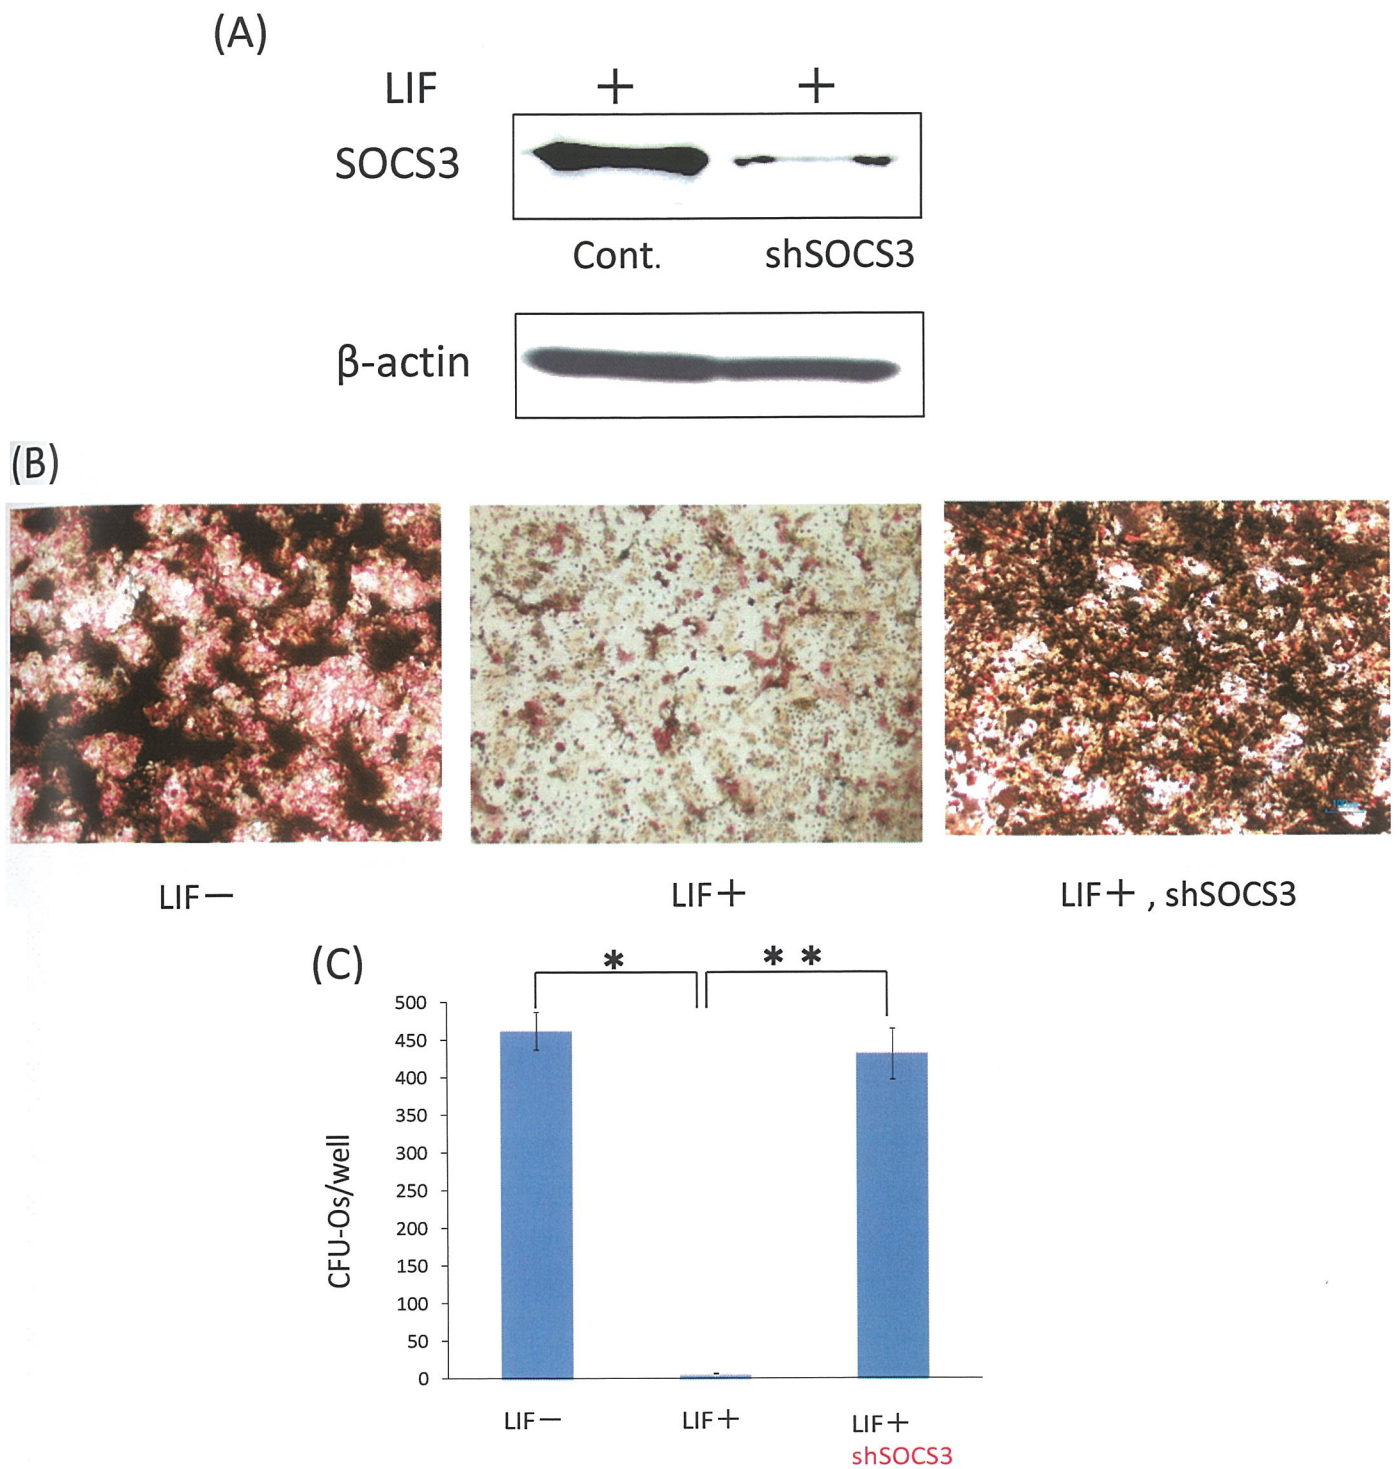 (A)
LIF + +
SOCS3
Cont. shSOCS3
β-actin
(B)
LIF−
LIF+
LIF+ , shSOCS3
(C)
* * *
500
450
400
350
300
250
200
150
100
50
0
CFU-Os/well
LIF− LIF+ LIF+
shSOCS3